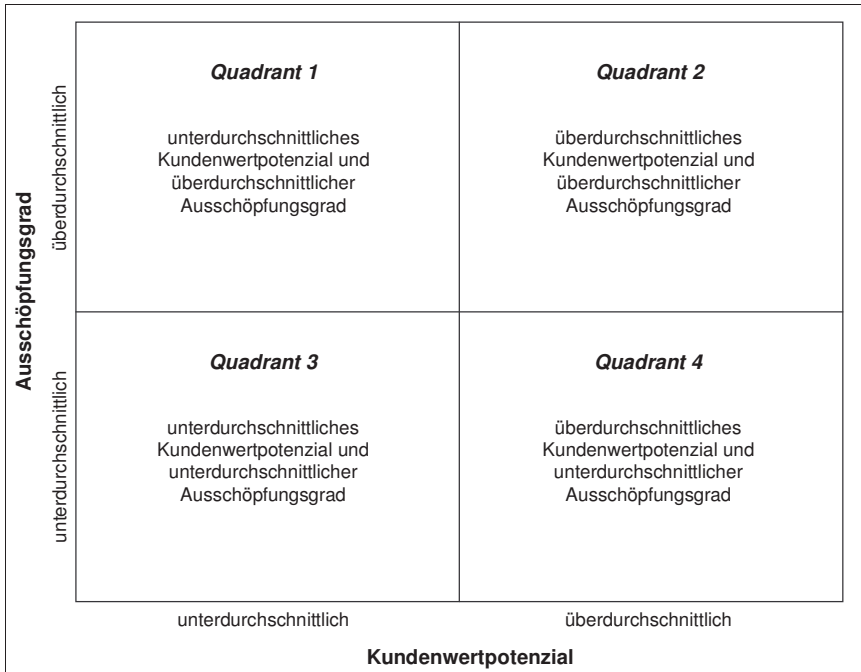 Ausschöpfungsgrad
überdurchschnittlich
unterdurchschnittlich
Quadrant 1
unterdurchschnittliches
Kundenwertpotenzial und
überdurchschnittlicher
Ausschöpfungsgrad
Quadrant 2
überdurchschnittliches
Kundenwertpotenzial und
überdurchschnittlicher
Ausschöpfungsgrad
Quadrant 3
unterdurchschnittliches
Kundenwertpotenzial und
unterdurchschnittlicher
Ausschöpfungsgrad
Quadrant 4
überdurchschnittliches
Kundenwertpotenzial und
unterdurchschnittlicher
Ausschöpfungsgrad
unterdurchschnittlich
überdurchschnittlich
Kundenwertpotenzial